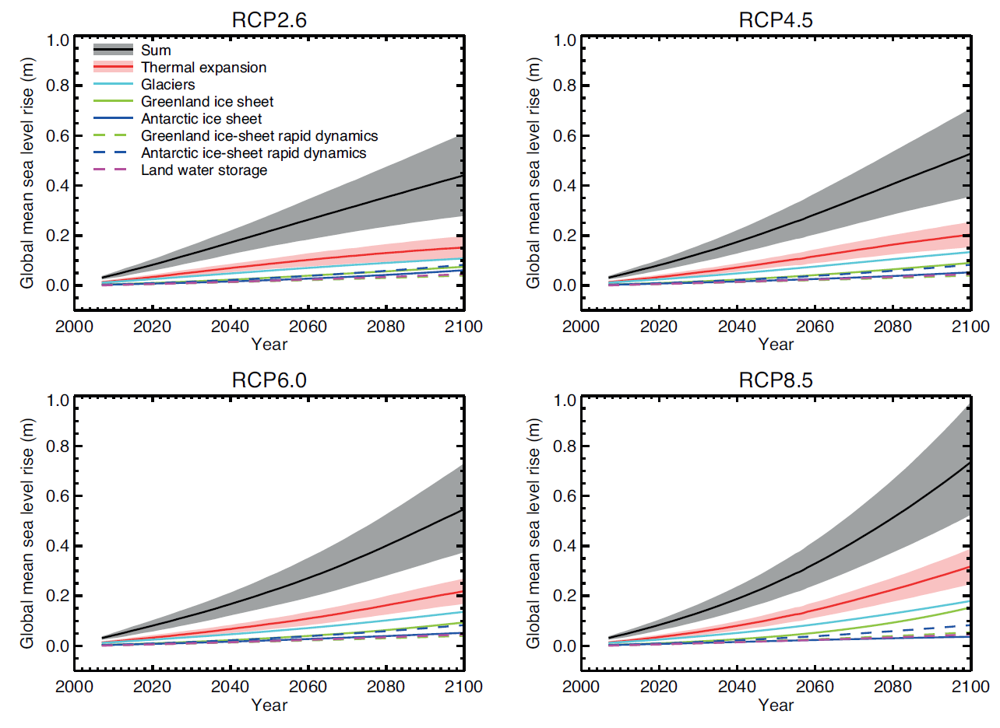 RCP2.6
Global mean sea level rise (m)
1.0
0.8
0.6
0.4
0.2
0.0
Sum
Thermal expansion
Glaciers
Greenland ice sheet
Antarctic ice sheet
Greenland ice-sheet rapid dynamics
Antarctic ice-sheet rapid dynamics
Land water storage
2000 2020 2040 2060 2080 2100
Year
RCP4.5
Global mean sea level rise (m)
1.0
0.8
0.6
0.4
0.2
0.0
2000 2020 2040 2060 2080 2100
Year
RCP6.0
Global mean sea level rise (m)
1.0
0.8
0.6
0.4
0.2
0.0
2000 2020 2040 2060 2080 2100
Year
RCP8.5
Global mean sea level rise (m)
1.0
0.8
0.6
0.4
0.2
0.0
2000 2020 2040 2060 2080 2100
Year